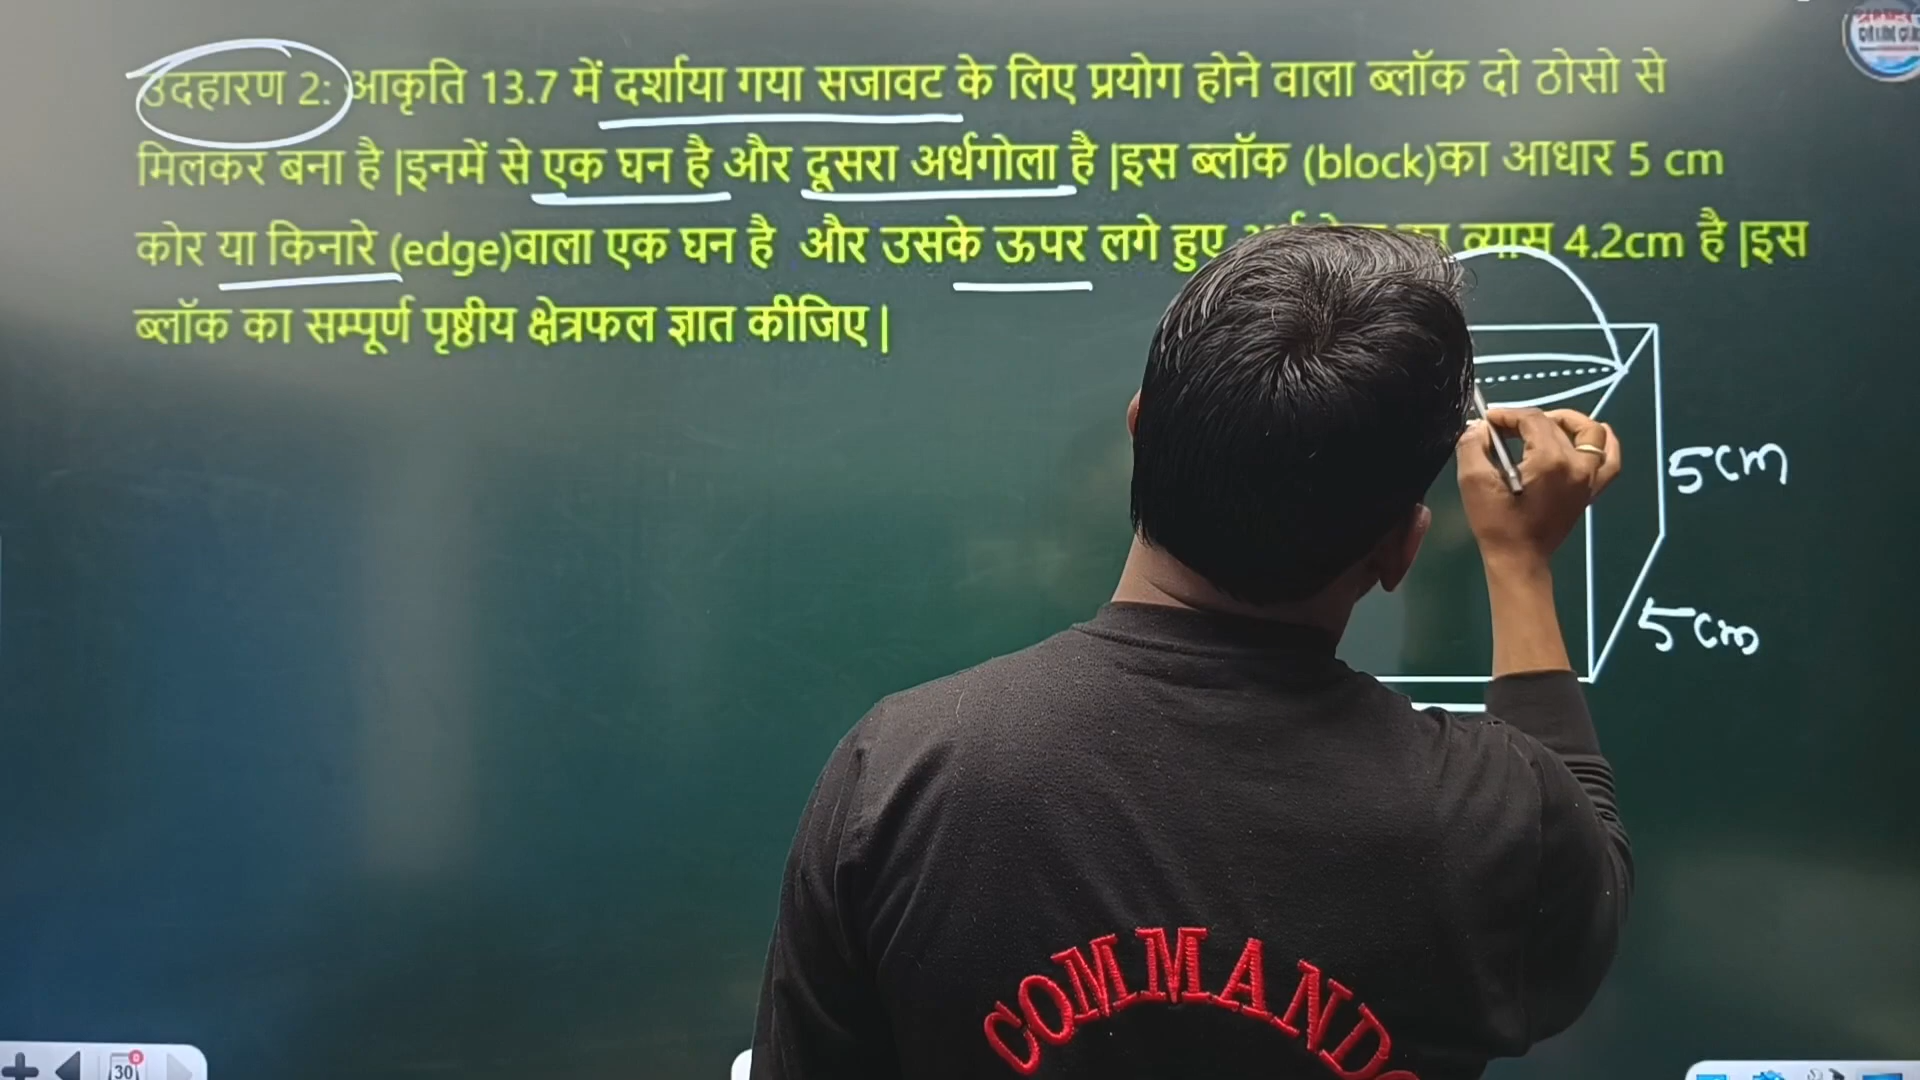 उदहारण 2: आकृति 13.7 में दर्शाया गया सजावट के लिए प्रयोग होने वाला ब्लॉक दो ठोसो से
मिलकर बना है |इनमें से एक घन है और दूसरा अर्धगोला है |इस ब्लॉक (block)का आधार 5 cm
कोर या किनारे (edge)वाला एक घन है और उसके ऊपर लगे हुए व्यास 4.2cm है |इस
ब्लॉक का सम्पूर्ण पृष्ठीय क्षेत्रफल ज्ञात कीजिए |
5cm
5cm
COMMANDO
30